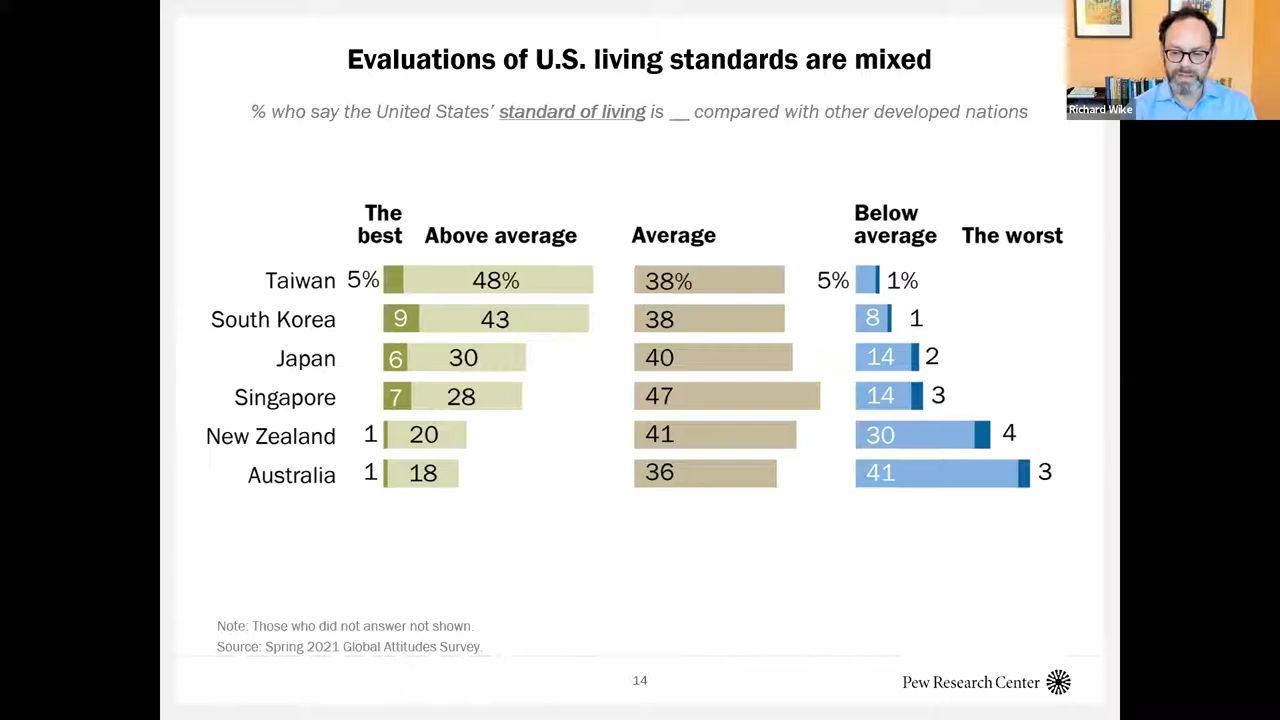 Evaluations of U.S. living standards are mixed
Richard Wike
% who say the United States' standard of living is __ compared with other developed nations
The best Above average Average Below average The worst
Taiwan 5% 48% 38% 5% 1%
South Korea 9 43 38 8 1
Japan 6 30 40 14 2
Singapore 7 28 47 14 3
New Zealand 1 20 41 30 4
Australia 1 18 36 41 3
Note: Those who did not answer not shown.
Source: Spring 2021 Global Attitudes Survey.
14
Pew Research Center